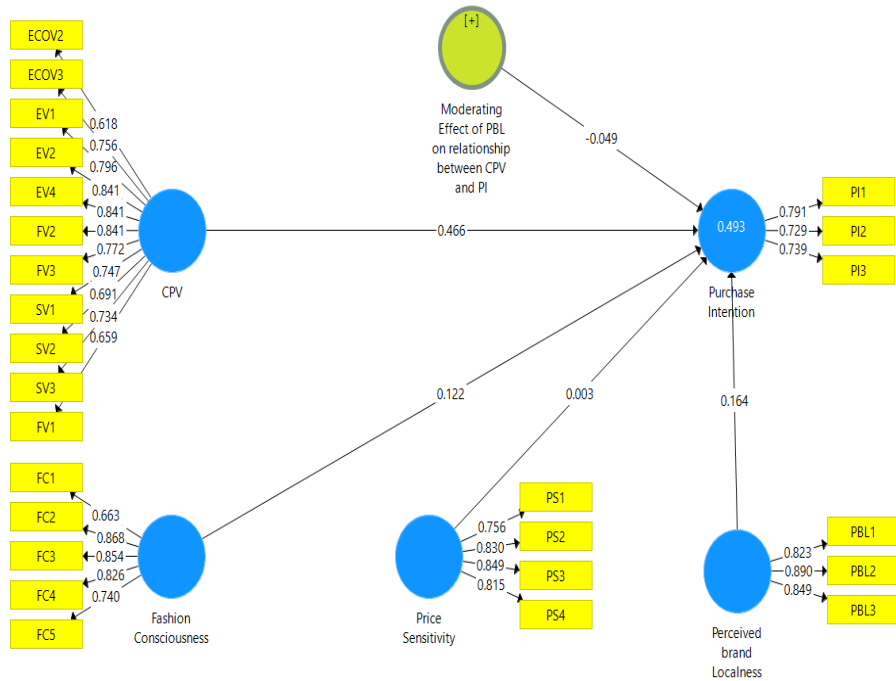 ECOV2
ECOV3
EV1
EV2
EV4
FV2
FV3
SV1
SV2
SV3
FV1
0.618
0.756
0.796
0.841
0.841
0.841
0.772
0.747
0.691
0.734
0.659
CPV
[+]
Moderating
Effect of PBL
on relationship
between CPV
and PI
-0.049
0.466
0.493
Purchase
Intention
0.791
0.729
0.739
PI1
PI2
PI3
0.122
0.003
0.164
FC1
FC2
FC3
FC4
FC5
0.663
0.868
0.854
0.826
0.740
Fashion
Consciousness
Price
Sensitivity
0.756
0.830
0.849
0.815
PS1
PS2
PS3
PS4
Perceived
brand
Localness
0.823
0.890
0.849
PBL1
PBL2
PBL3